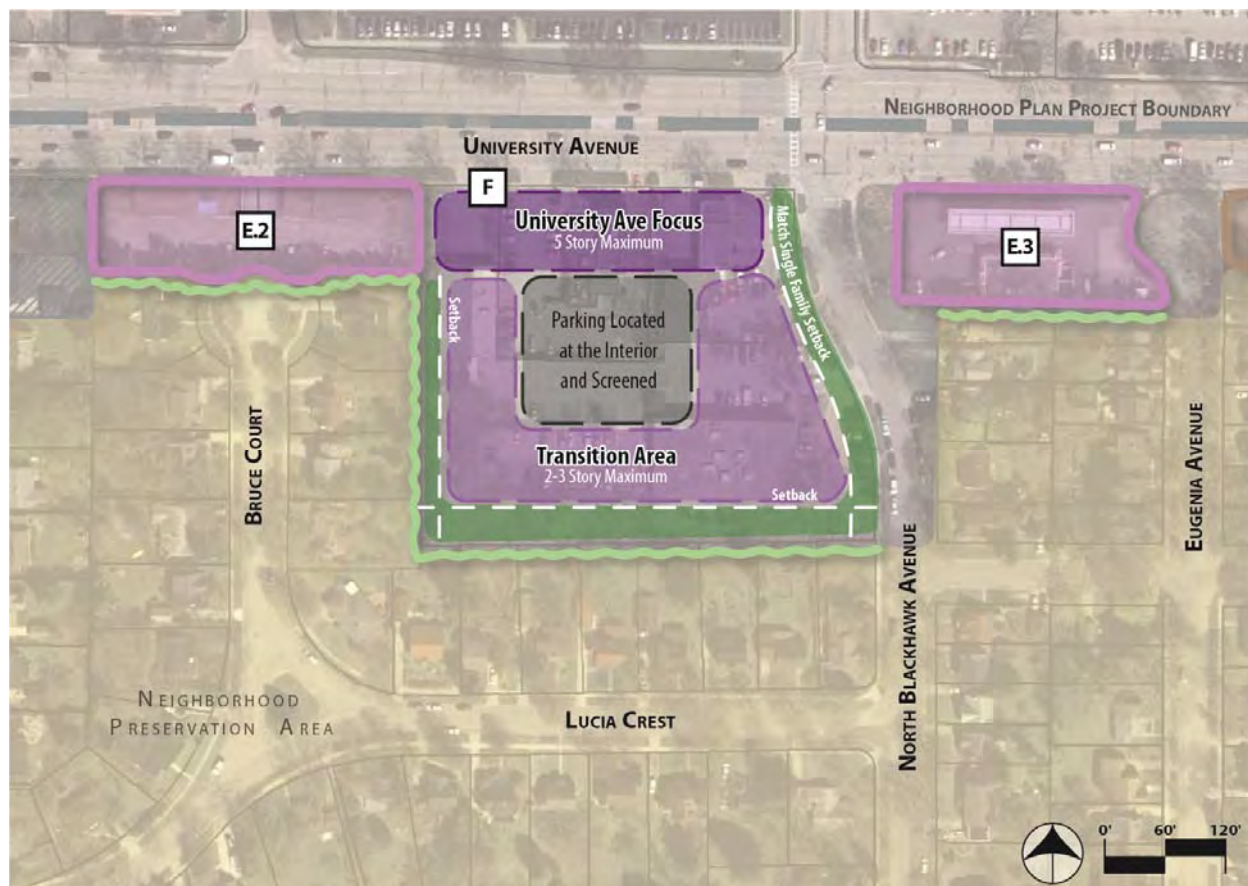 NEIGHBORHOOD PLAN PROJECT BOUNDARY
UNIVERSITY AVENUE
F
University Ave Focus
5 Story Maximum
E.2
E.3
Match Single Family Setback
Setback
Parking Located
at the Interior
and Screened
Transition Area
2-3 Story Maximum
Setback
BRUCE COURT
EUGENIA AVENUE
NORTH BLACKHAWK AVENUE
NEIGHBORHOOD
PRESERVATION AREA
LUCIA CREST
0' 60' 120'